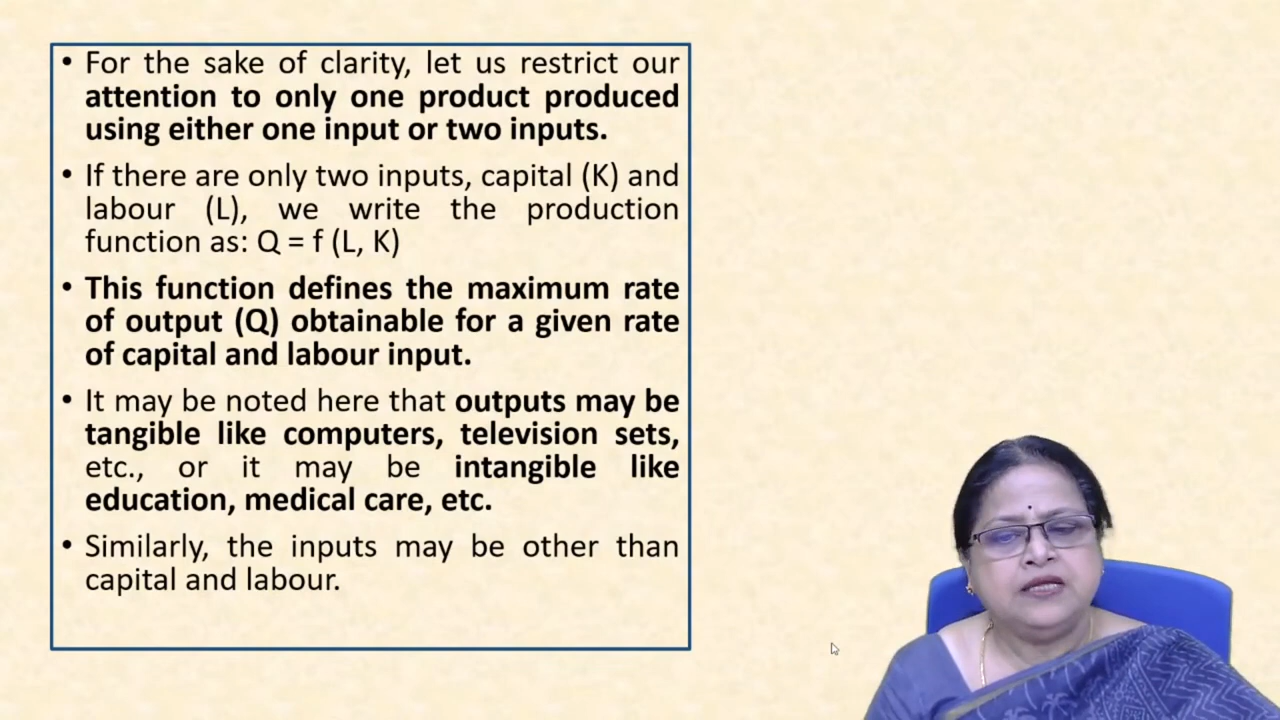 • For the sake of clarity, let us restrict our
attention to only one product produced
using either one input or two inputs.
• If there are only two inputs, capital (K) and
labour (L), we write the production
function as: Q = f (L, K)
• This function defines the maximum rate
of output (Q) obtainable for a given rate
of capital and labour input.
• It may be noted here that outputs may be
tangible like computers, television sets,
etc., or it may be intangible like
education, medical care, etc.
• Similarly, the inputs may be other than
capital and labour.